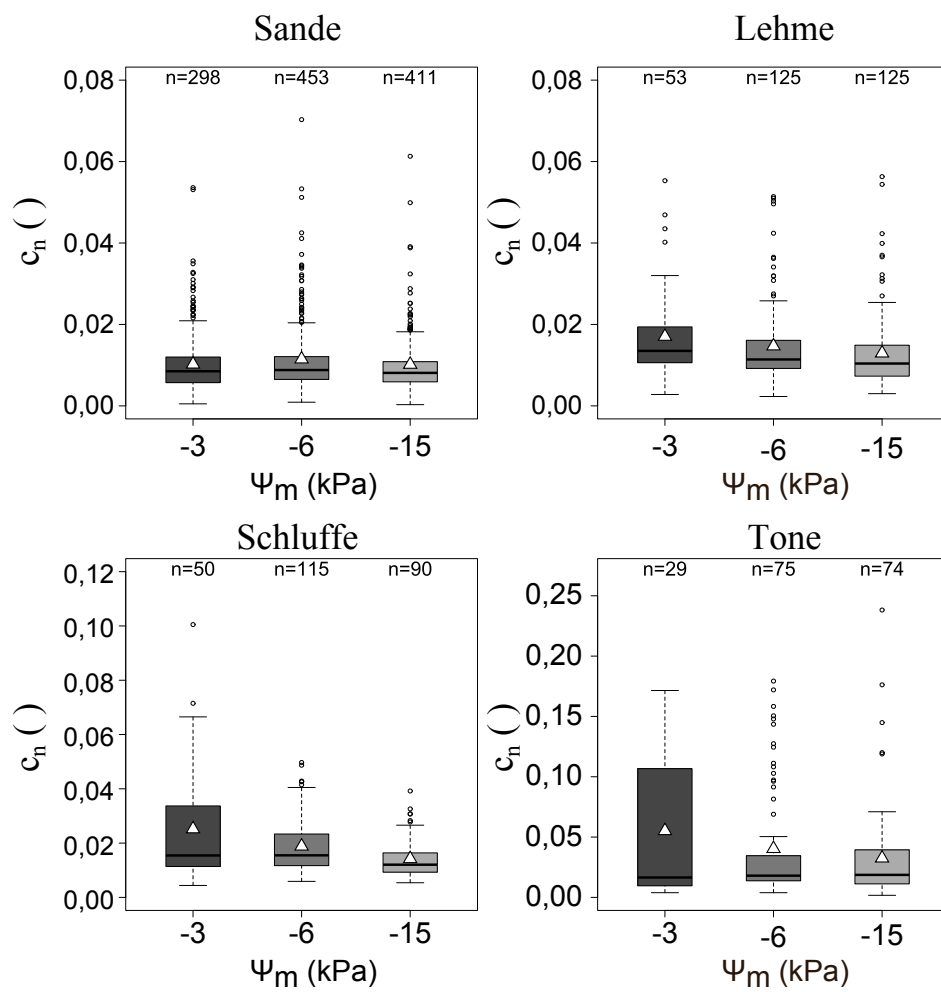 Sande
Lehme
0,08
n=298 n=453 n=411
0,06
0,04
0,02
0,00
c_n ()
-3 -6 -15
Ψ_m (kPa)
0,08
n=53 n=125 n=125
0,06
0,04
0,02
0,00
c_n ()
-3 -6 -15
Ψ_m (kPa)
Schluffe
Tone
0,12
n=50 n=115 n=90
0,10
0,08
0,06
0,04
0,02
0,00
c_n ()
-3 -6 -15
Ψ_m (kPa)
n=29 n=75 n=74
0,25
0,20
0,15
0,10
0,05
0,00
c_n ()
-3 -6 -15
Ψ_m (kPa)